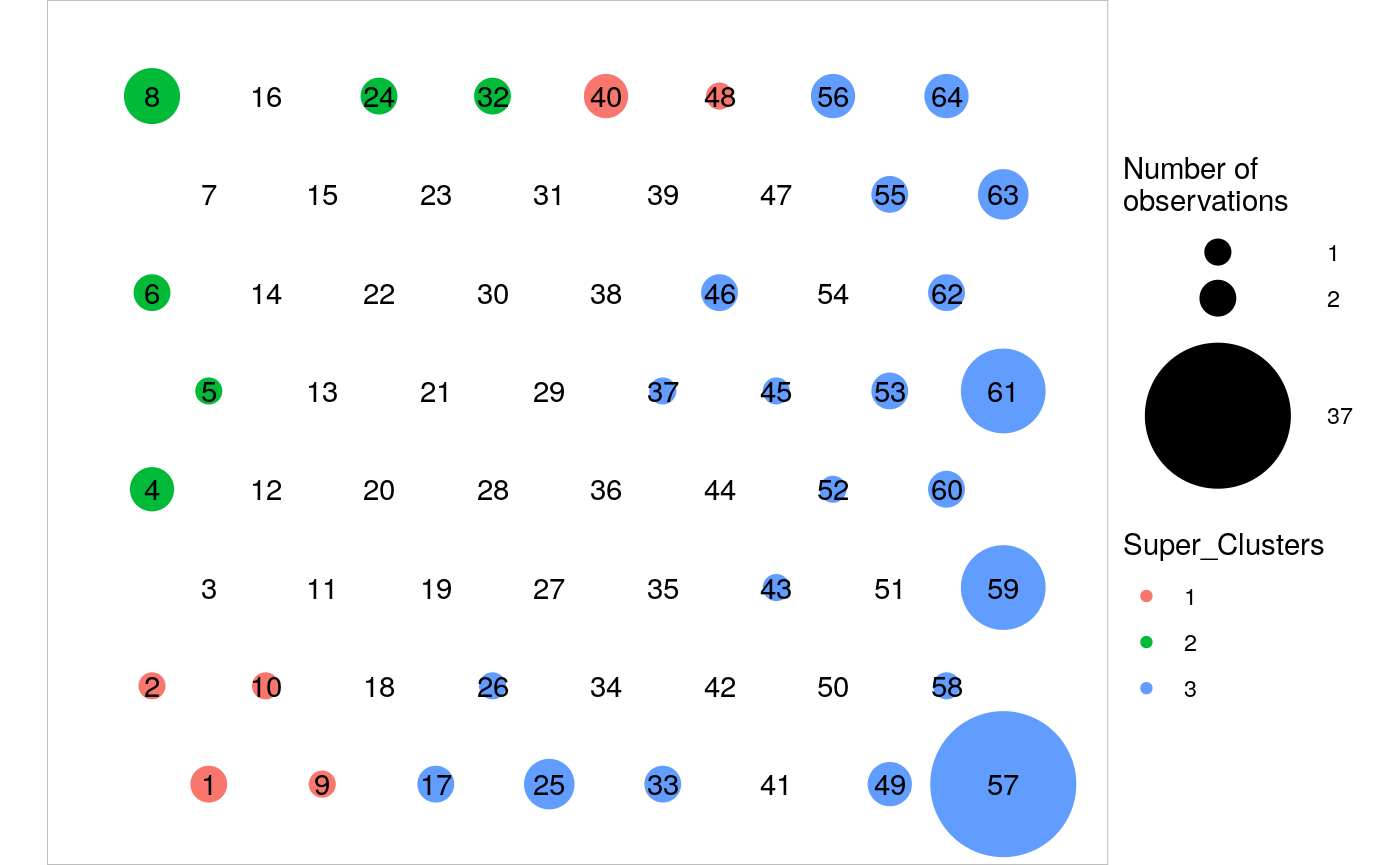 8 16 24 32 40 48 56 64
7 15 23 31 39 47 55 63
6 14 22 30 38 46 54 62
5 13 21 29 37 45 53 61
4 12 20 28 36 44 52 60
3 11 19 27 35 43 51 59
2 10 18 26 34 42 50 58
1 9 17 25 33 41 49 57
Number of
observations
1
2
37
Super_Clusters
1
2
3